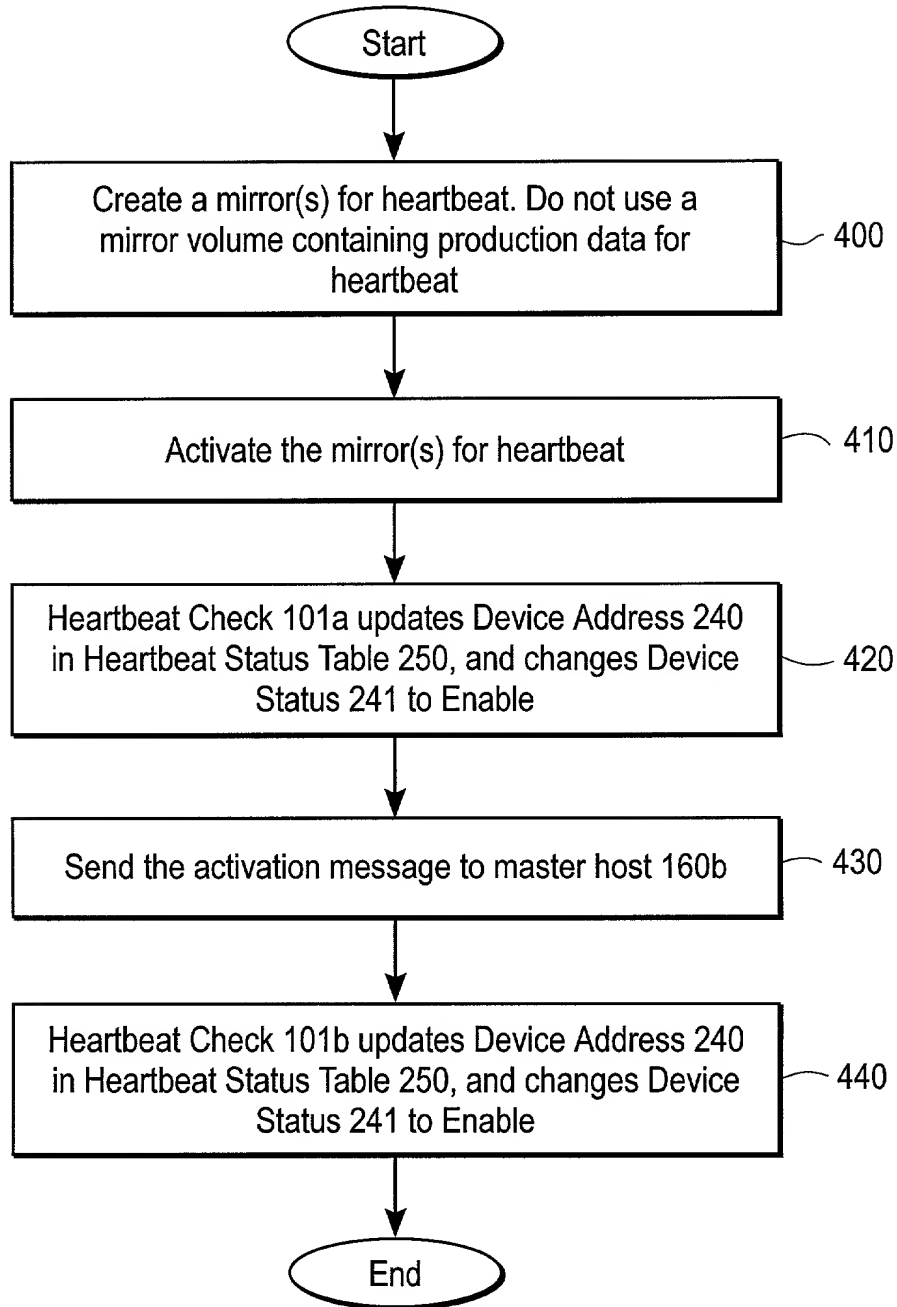 Start
Create a mirror(s) for heartbeat. Do not use a
mirror volume containing production data for
heartbeat
400
Activate the mirror(s) for heartbeat
410
Heartbeat Check 101a updates Device Address 240
in Heartbeat Status Table 250, and changes Device
Status 241 to Enable
420
Send the activation message to master host 160b
430
Heartbeat Check 101b updates Device Address 240
in Heartbeat Status Table 250, and changes Device
Status 241 to Enable
440
End